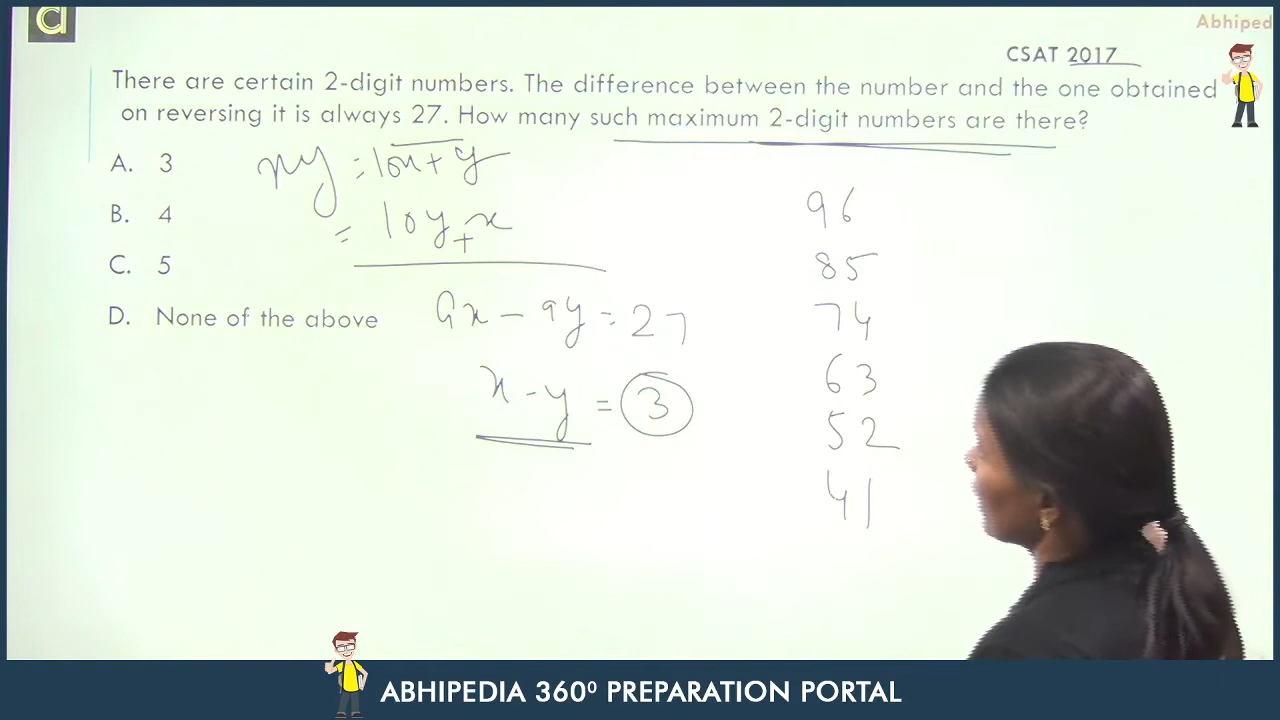 a
Abhiped
CSAT 2017
There are certain 2-digit numbers. The difference between the number and the one obtained
on reversing it is always 27. How many such maximum 2-digit numbers are there?
A. 3
B. 4
C. 5
D. None of the above
xy = 10x + y
= 10y + x
9x - 9y = 27
x - y = 3
96
85
74
63
52
41
ABHIPEDIA 360⁰ PREPARATION PORTAL